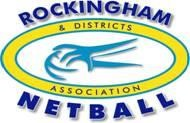 ROCKINGHAM
& DISTRICTS
ASSOCIATION
NETBALL